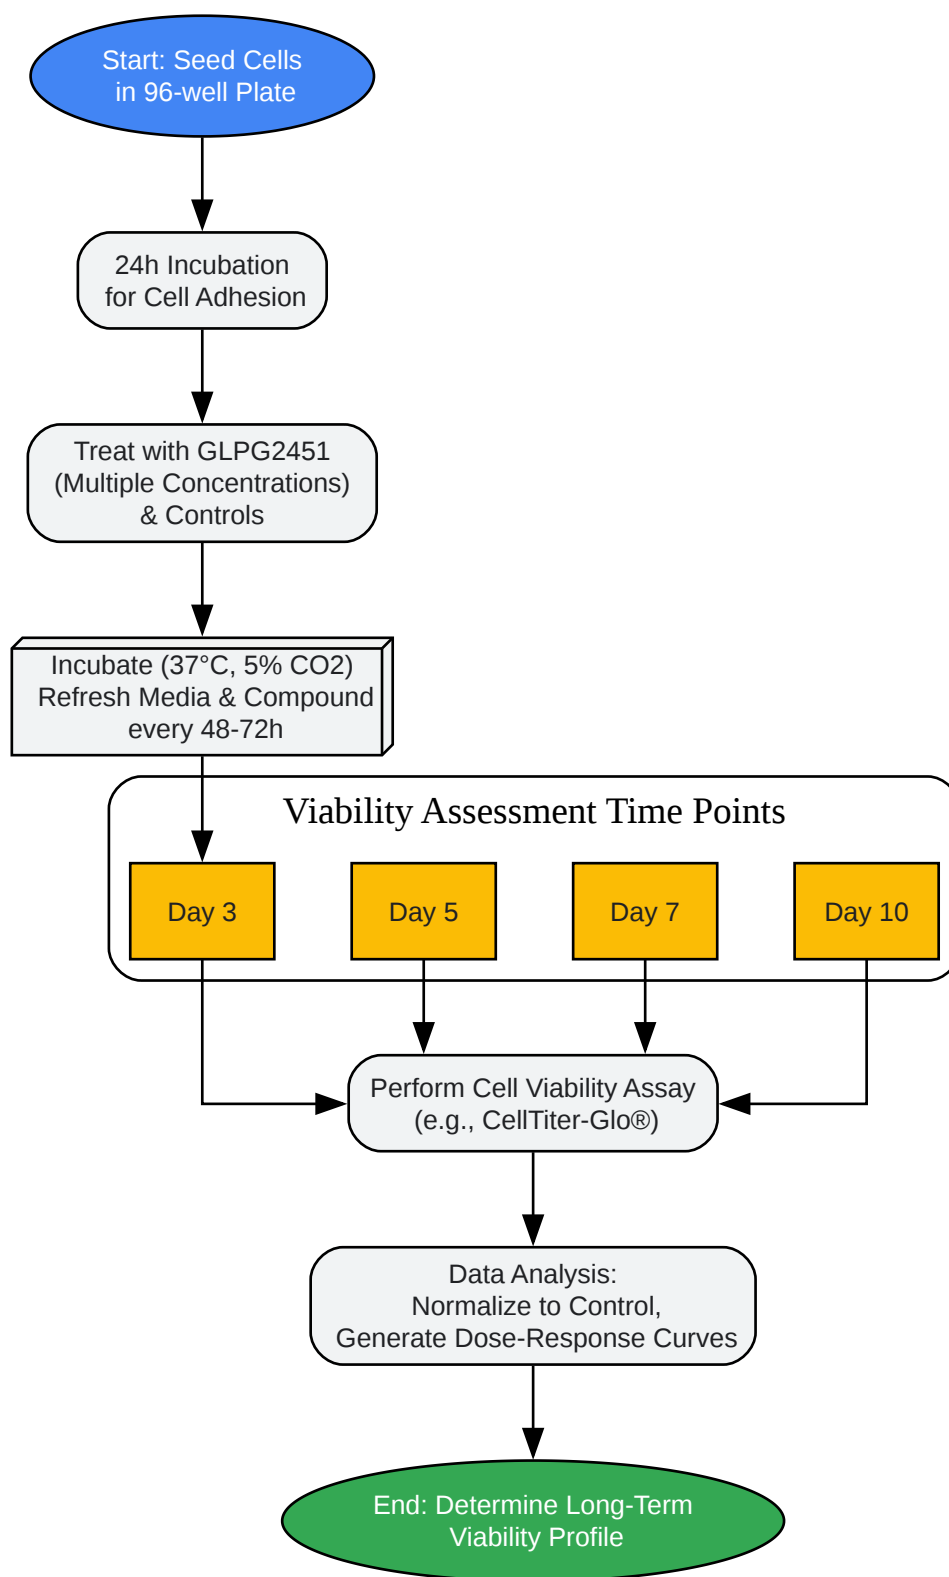 Start: Seed Cells
in 96-well Plate
24h Incubation
for Cell Adhesion
Treat with GLPG2451
(Multiple Concentrations)
& Controls
Incubate (37°C, 5% CO2)
Refresh Media & Compound
every 48-72h
Viability Assessment Time Points
Day 3
Day 5
Day 7
Day 10
Perform Cell Viability Assay
(e.g., CellTiter-Glo®)
Data Analysis:
Normalize to Control,
Generate Dose-Response Curves
End: Determine Long-Term
Viability Profile